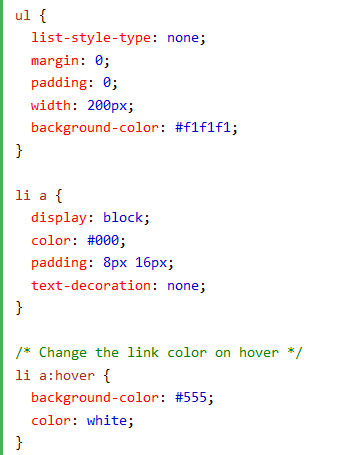 ul {
  list-style-type: none;
  margin: 0;
  padding: 0;
  width: 200px;
  background-color: #f1f1f1;
}

li a {
  display: block;
  color: #000;
  padding: 8px 16px;
  text-decoration: none;
}

/* Change the link color on hover */
li a:hover {
  background-color: #555;
  color: white;
}